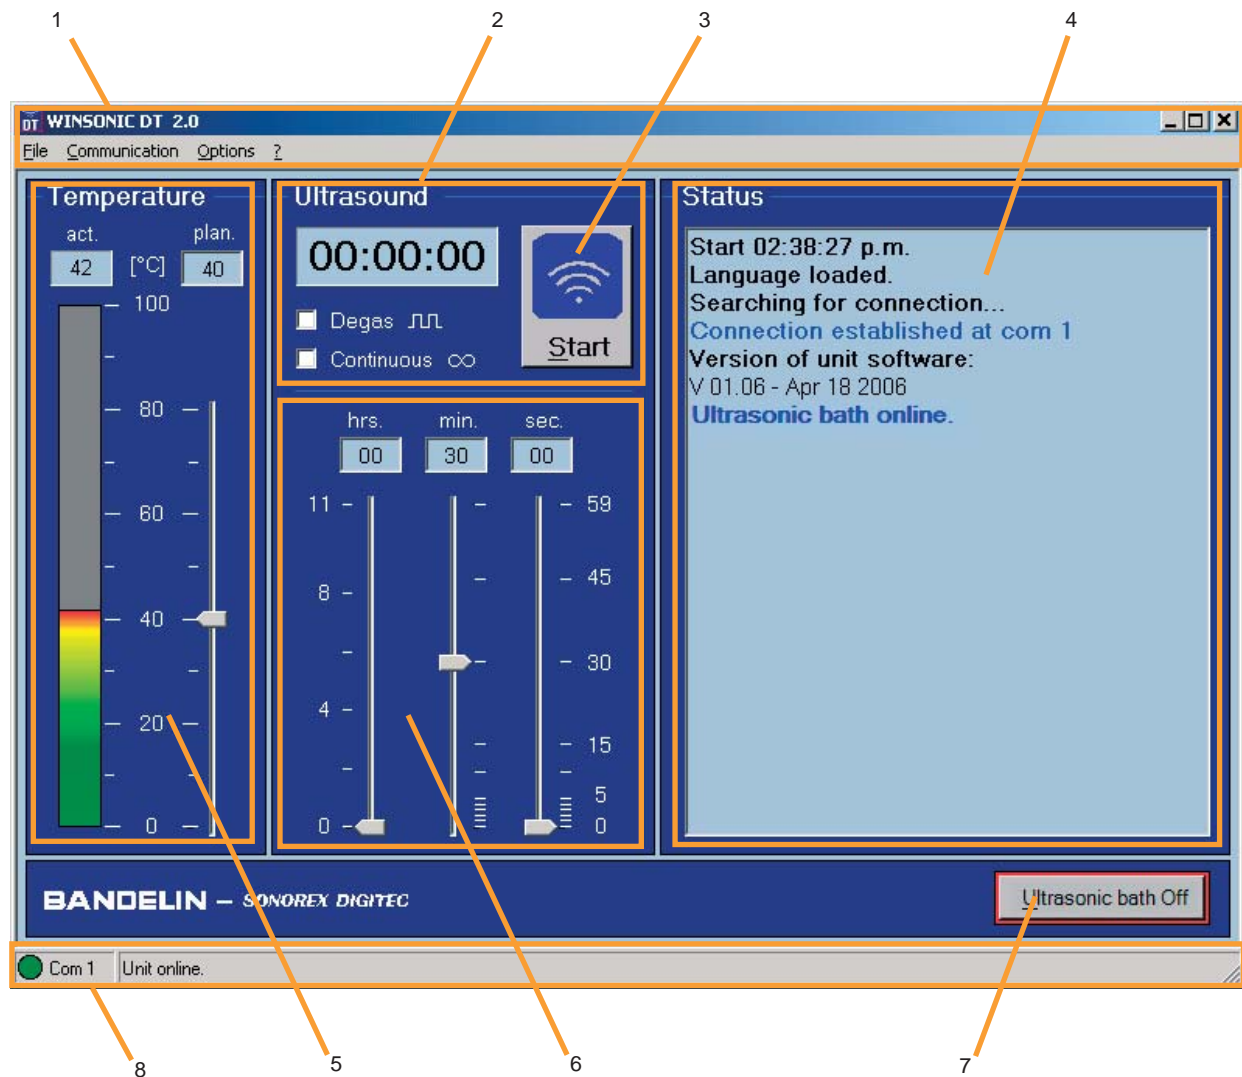 1 2 3 4
WINSONIC DT 2.0
File Communication Options ?
Temperature
act. plan.
42 [°C] 40
100
80
60
40
20
0
Ultrasound
00:00:00
Degas
Continuous ∞
Start
hrs. min. sec.
00 30 00
11 59
45
8
30
4
15
5
0 0
Status
Start 02:38:27 p.m.
Language loaded.
Searching for connection...
Connection established at com 1
Version of unit software:
V 01.06 - Apr 18 2006
Ultrasonic bath online.
BANDELIN – SONOREX DIGITEC
Ultrasonic bath Off
Com 1 Unit online.
8 5 6 7